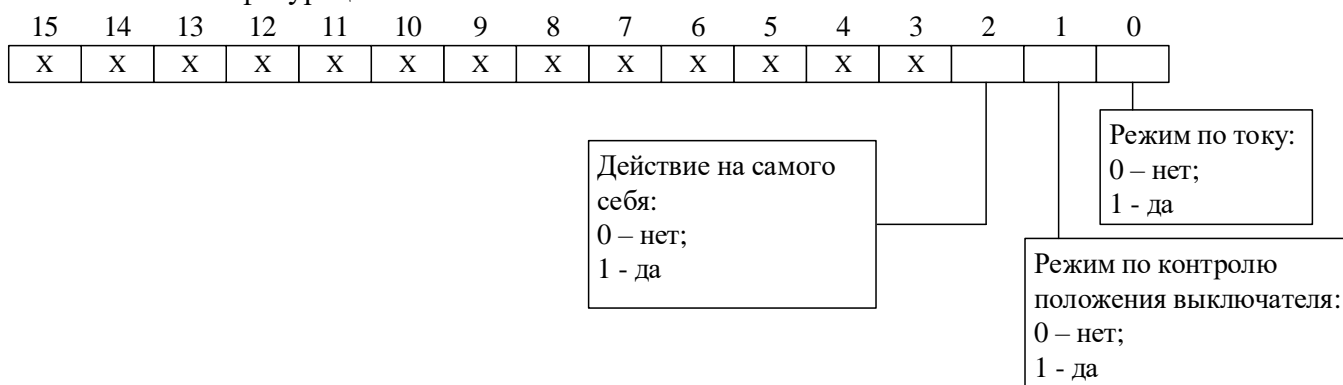 15 14 13 12 11 10 9 8 7 6 5 4 3 2 1 0
X X X X X X X X X X X X X
Режим по току:
0 – нет;
1 - да
Действие на самого
себя:
0 – нет;
1 - да
Режим по контролю
положения выключателя:
0 – нет;
1 - да